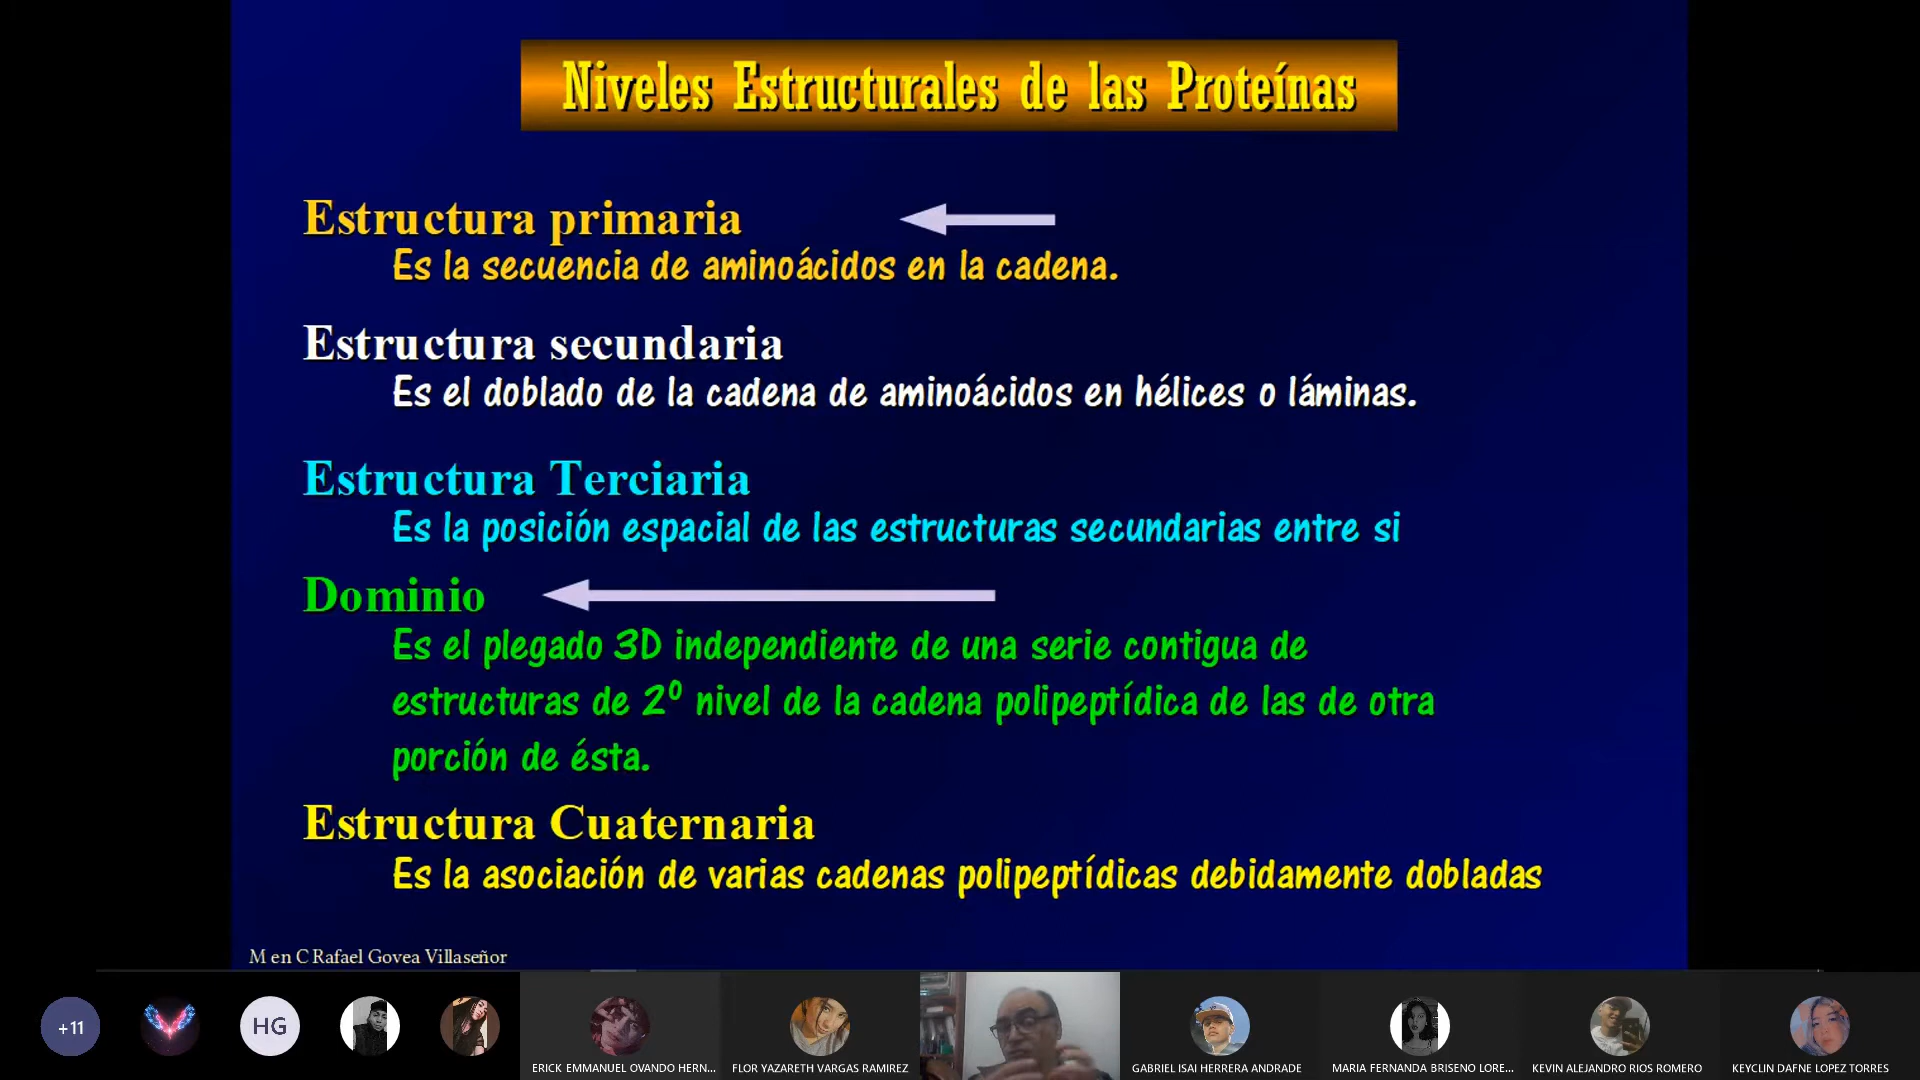 Niveles Estructurales de las Proteínas
Estructura primaria
Es la secuencia de aminoácidos en la cadena.
Estructura secundaria
Es el doblado de la cadena de aminoácidos en hélices o láminas.
Estructura Terciaria
Es la posición espacial de las estructuras secundarias entre si
Dominio
Es el plegado 3D independiente de una serie contigua de
estructuras de 2º nivel de la cadena polipeptídica de las de otra
porción de ésta.
Estructura Cuaternaria
Es la asociación de varias cadenas polipeptídicas debidamente dobladas
M en C Rafael Govea Villaseñor
+11
HG
ERICK EMMANUEL OVANDO HERN...
FLOR YAZARETH VARGAS RAMIREZ
GABRIEL ISAI HERRERA ANDRADE
MARIA FERNANDA BRISENO LORE...
KEVIN ALEJANDRO RIOS ROMERO
KEYCLIN DAFNE LOPEZ TORRES